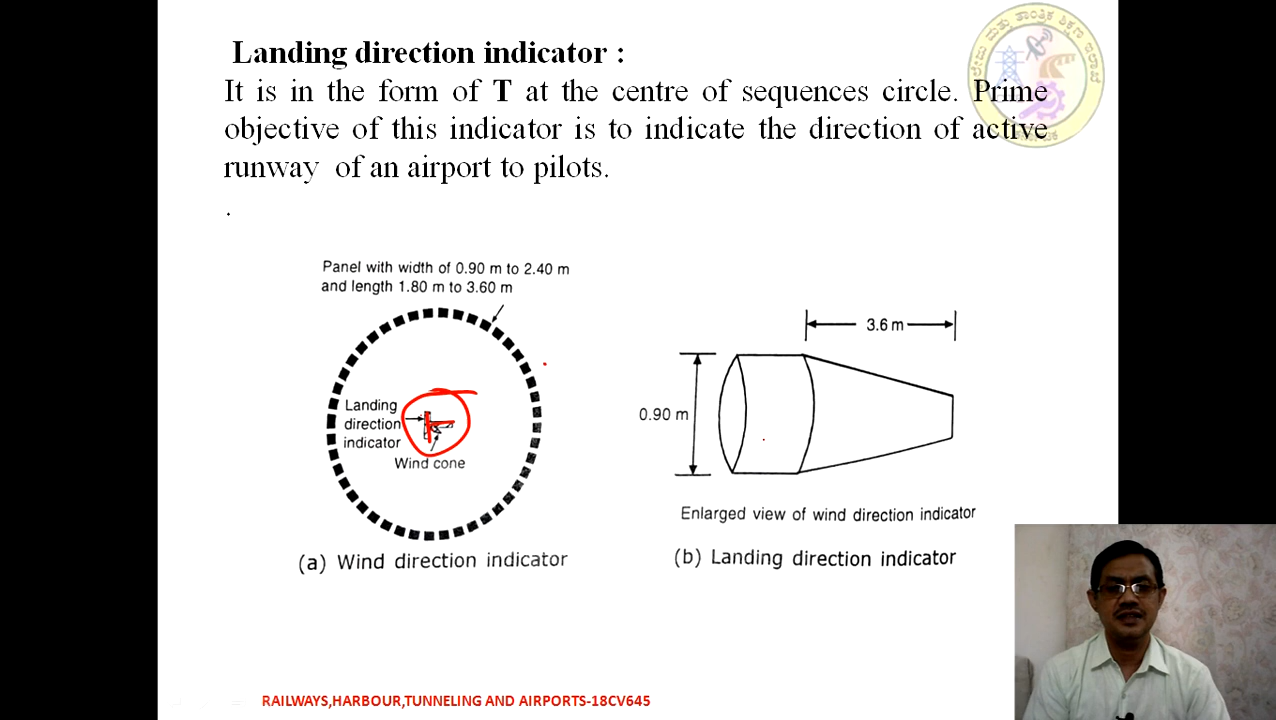 Landing direction indicator :
It is in the form of T at the centre of sequences circle. Prime
objective of this indicator is to indicate the direction of active
runway of an airport to pilots.
.
Panel with width of 0.90 m to 2.40 m
and length 1.80 m to 3.60 m
Landing
direction
indicator
Wind cone
(a) Wind direction indicator
3.6 m
0.90 m
Enlarged view of wind direction indicator
(b) Landing direction indicator
RAILWAYS,HARBOUR,TUNNELING AND AIRPORTS-18CV645